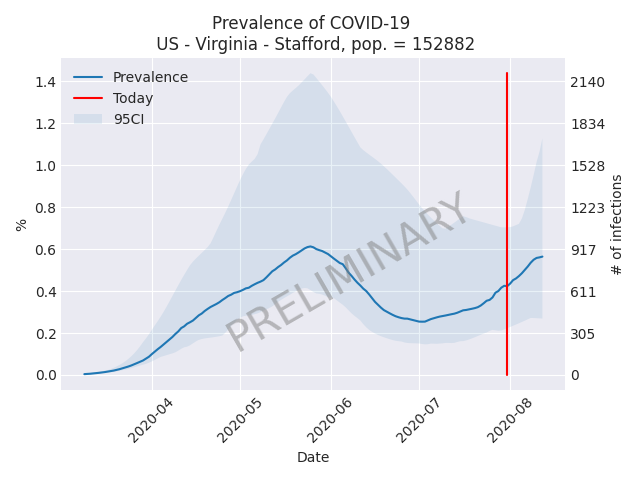 Prevalence of COVID-19
US - Virginia - Stafford, pop. = 152882
Prevalence
Today
95CI
PRELIMINARY
1.4
1.2
1.0
0.8
0.6
0.4
0.2
0.0
%
2140
1834
1528
1223
917
611
305
0
# of infections
2020-04
2020-05
2020-06
2020-07
2020-08
Date